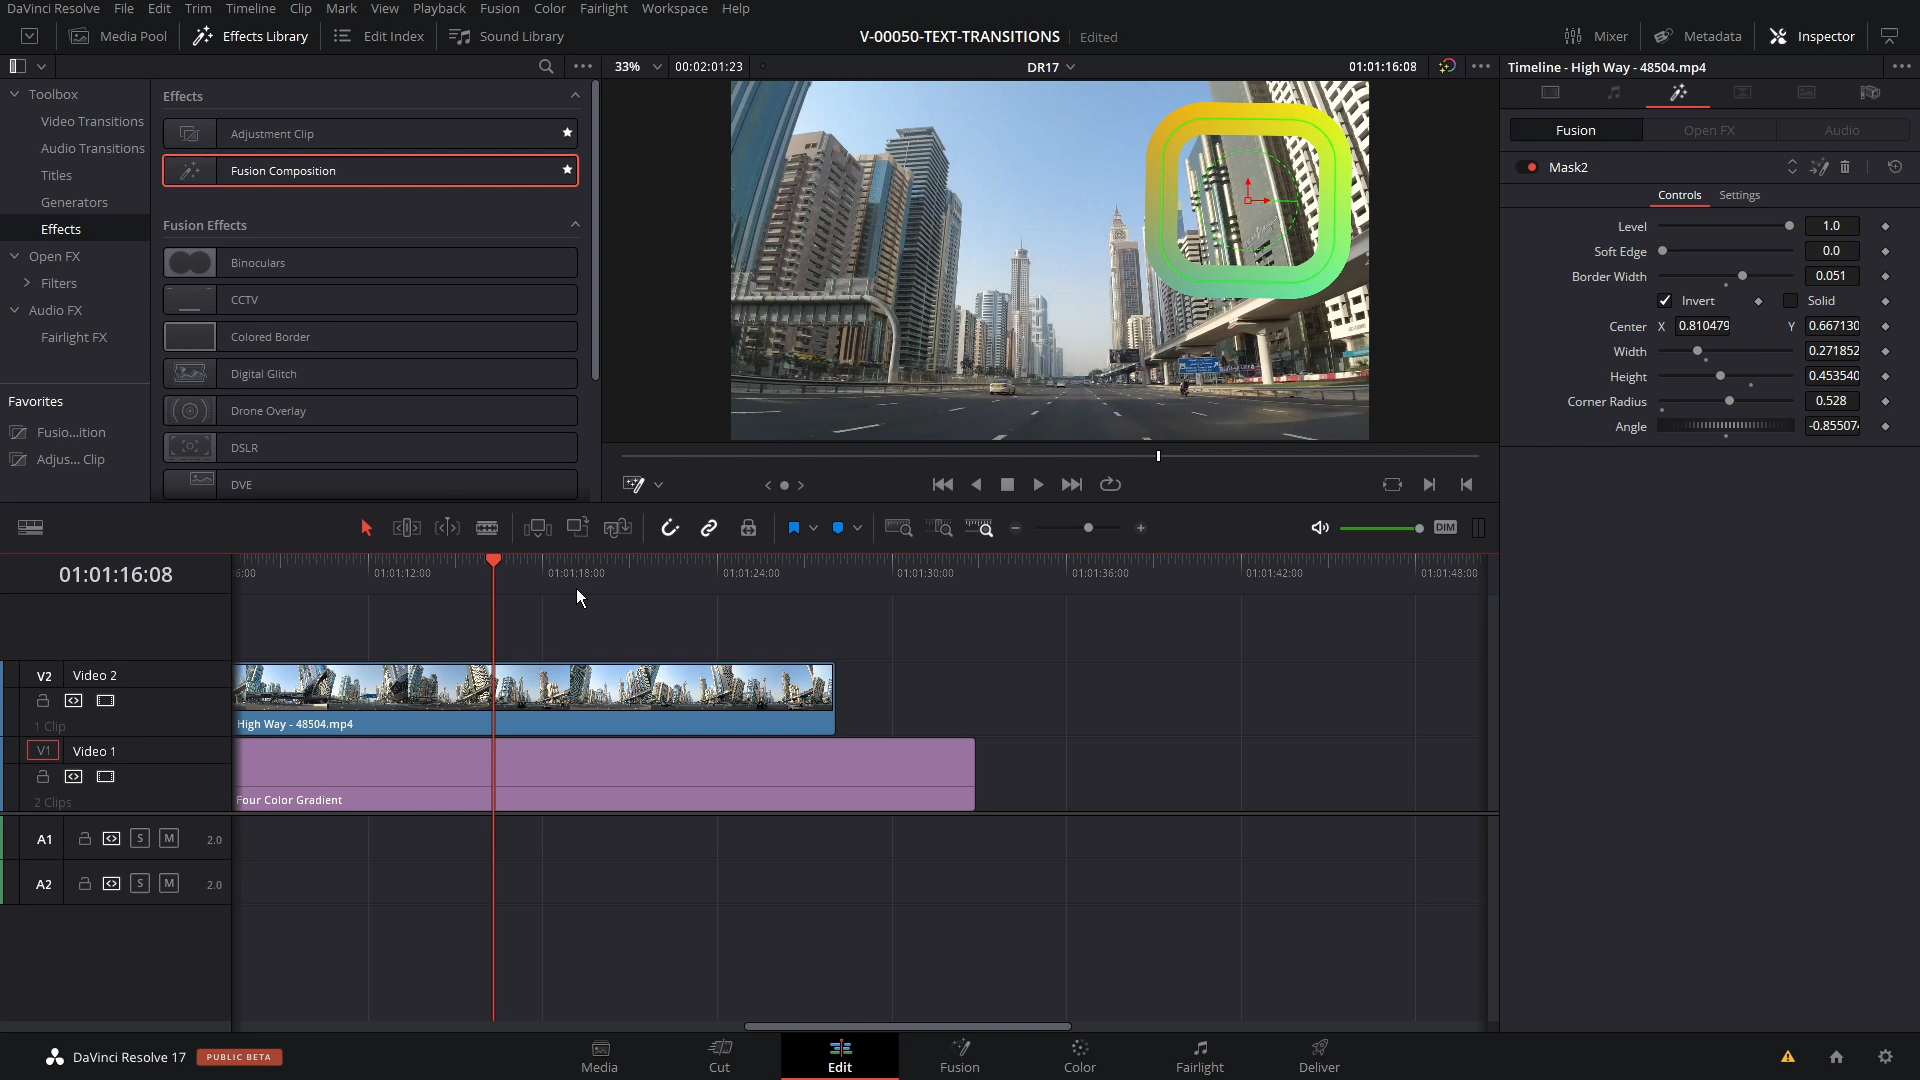 DaVinci Resolve File Edit Trim Timeline Clip Mark View Playback Fusion Color Fairlight Workspace Help
Media Pool Effects Library Edit Index Sound Library V-00050-TEXT-TRANSITIONS Edited Mixer Metadata Inspector
33% 00:02:01:23 DR17 01:01:16:08 Timeline - High Way - 48504.mp4
Toolbox
Video Transitions
Audio Transitions
Titles
Generators
Effects
Open FX
Filters
Audio FX
Fairlight FX
Favorites
Fusio...ition
Adjus... Clip
Effects
Adjustment Clip
Fusion Composition
Fusion Effects
Binoculars
CCTV
Colored Border
Digital Glitch
Drone Overlay
DSLR
DVE
Fusion Open FX Audio
Mask2
Controls Settings
Level 1.0
Soft Edge 0.0
Border Width 0.051
Invert Solid
Center X 0.810479 Y 0.667130
Width 0.271852
Height 0.453540
Corner Radius 0.528
Angle -0.85507
DIM
01:01:16:08
6:00 01:01:12:00 01:01:18:00 01:01:24:00 01:01:30:00 01:01:36:00 01:01:42:00 01:01:48:00
V2 Video 2
1 Clip
High Way - 48504.mp4
V1 Video 1
2 Clips
Four Color Gradient
A1 S M 2.0
A2 S M 2.0
DaVinci Resolve 17 PUBLIC BETA
Media Cut Edit Fusion Color Fairlight Deliver